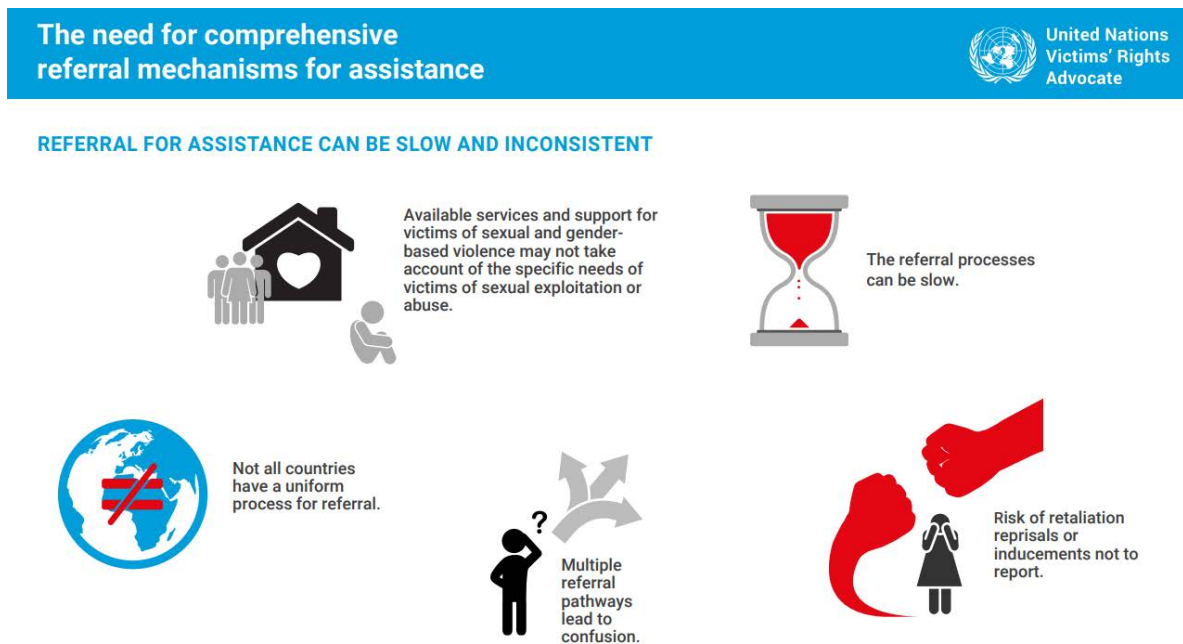 The need for comprehensive
referral mechanisms for assistance
United Nations
Victims' Rights
Advocate
REFERRAL FOR ASSISTANCE CAN BE SLOW AND INCONSISTENT
Available services and support for
victims of sexual and gender-
based violence may not take
account of the specific needs of
victims of sexual exploitation or
abuse.
The referral processes
can be slow.
Not all countries
have a uniform
process for referral.
?
Multiple
referral
pathways
lead to
confusion.
Risk of retaliation
reprisals or
inducements not to
report.